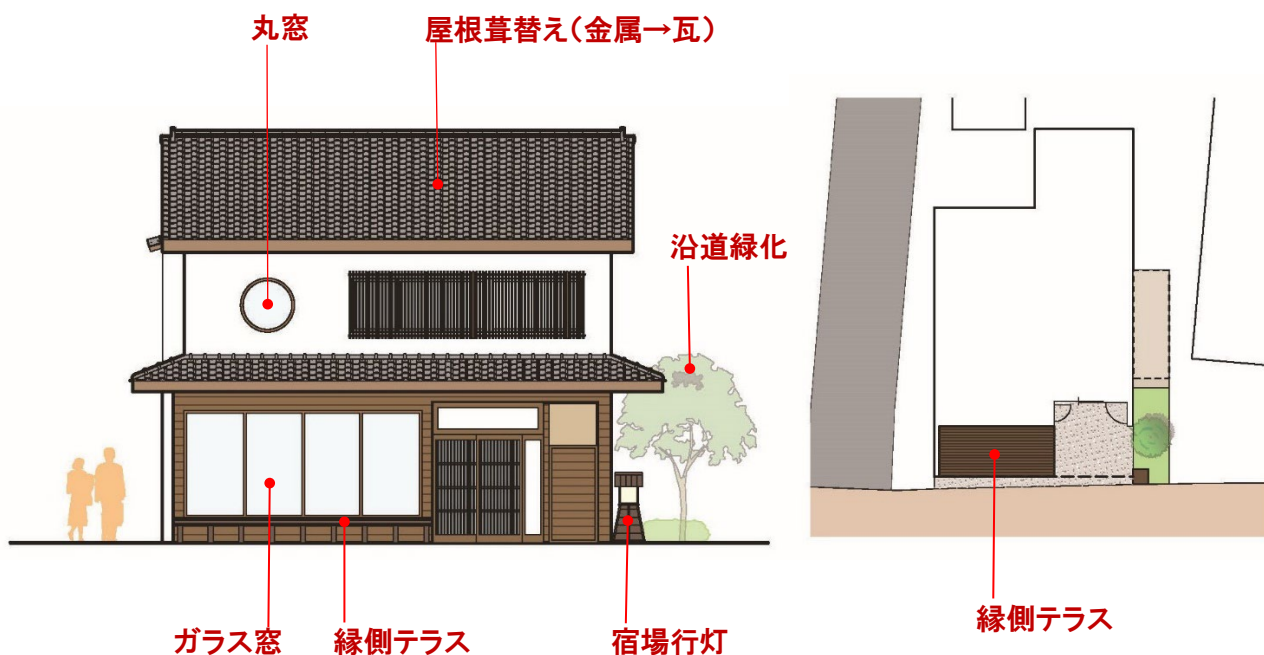 丸窓
屋根葺替え（金属→瓦）
沿道緑化
ガラス窓
縁側テラス
宿場行灯
縁側テラス